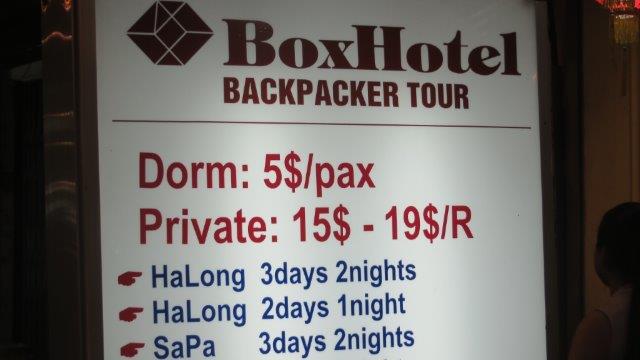 BoxHotel
BACKPACKER TOUR
Dorm: 5$/pax
Private: 15$ - 19$/R
HaLong 3days 2nights
HaLong 2days 1night
SaPa 3days 2nights